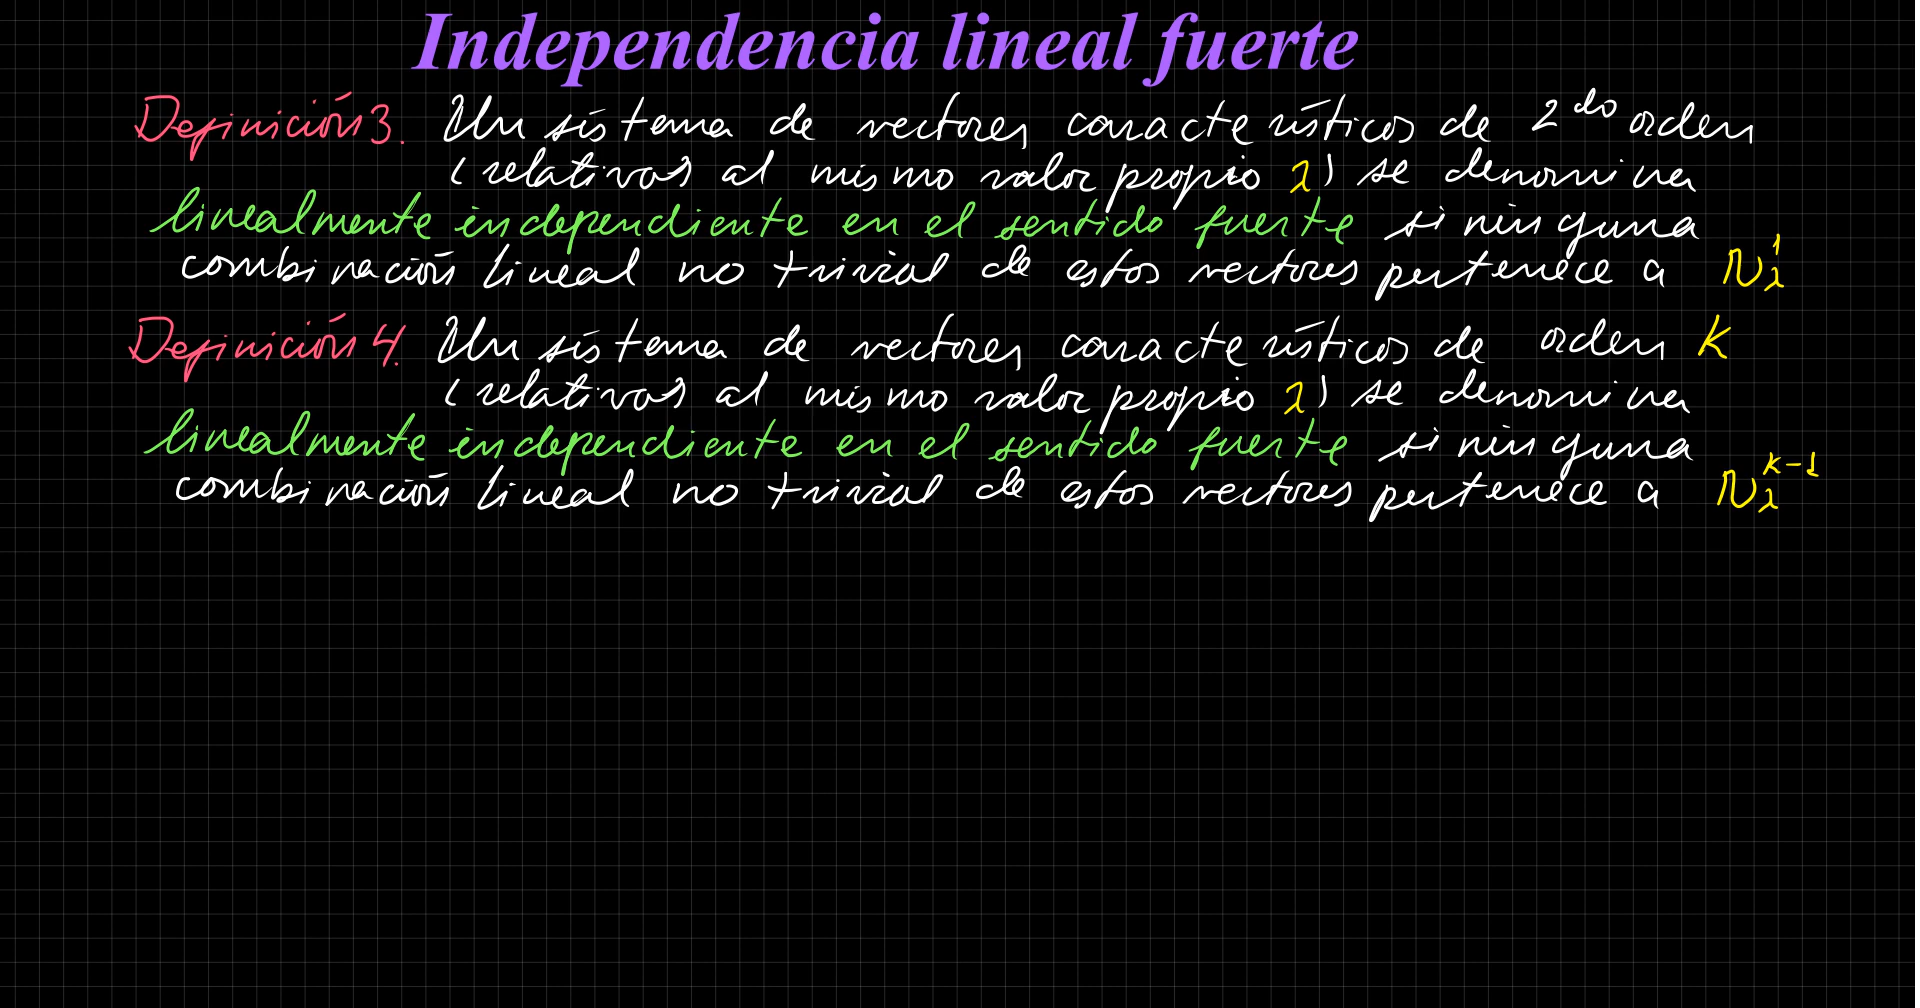 Independencia lineal fuerte
Definición 3. Un sistema de vectores característicos de 2do orden
(relativos al mismo valor propio λ) se denomina
linealmente independiente en el sentido fuerte si ninguna
combinación lineal no trivial de estos vectores pertenece a N_λ^1
Definición 4. Un sistema de vectores característicos de orden k
(relativos al mismo valor propio λ) se denomina
linealmente independiente en el sentido fuerte si ninguna
combinación lineal no trivial de estos vectores pertenece a N_λ^{k-1}